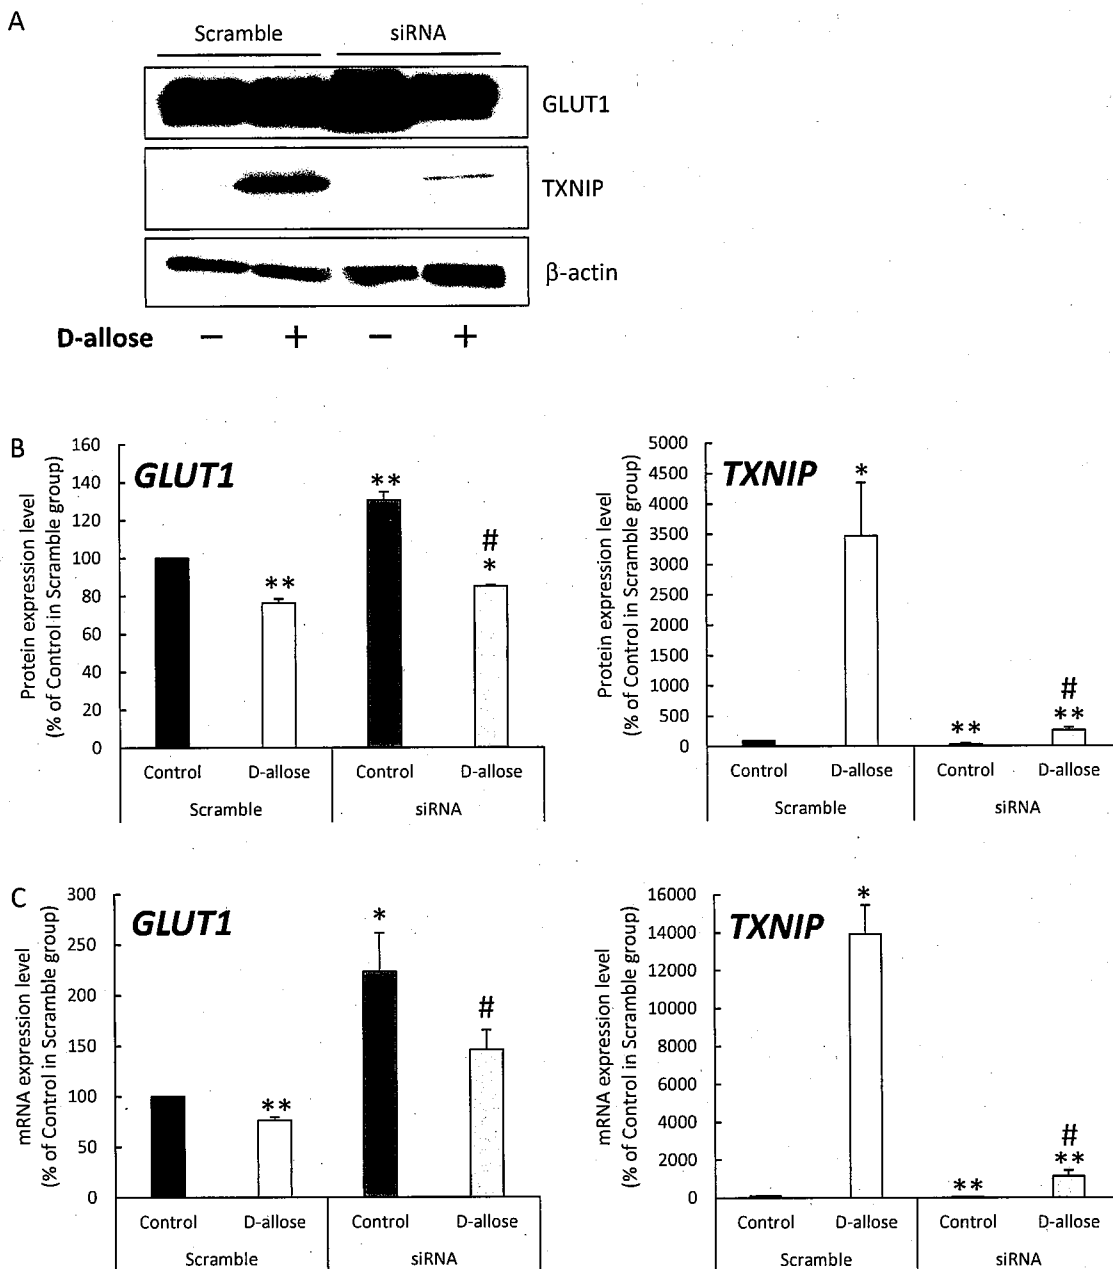 A
Scramble siRNA
GLUT1
TXNIP
β-actin
D-allose − + − +
B
Protein expression level
(% of Control in Scramble group)
160
140
120
100
80
60
40
20
0
GLUT1
**
**
#
*
Control D-allose Control D-allose
Scramble siRNA
Protein expression level
(% of Control in Scramble group)
5000
4500
4000
3500
3000
2500
2000
1500
1000
500
0
TXNIP
*
**
#
**
Control D-allose Control D-allose
Scramble siRNA
C
mRNA expression level
(% of Control in Scramble group)
300
250
200
150
100
50
0
GLUT1
**
*
#
Control D-allose Control D-allose
Scramble siRNA
mRNA expression level
(% of Control in Scramble group)
16000
14000
12000
10000
8000
6000
4000
2000
0
TXNIP
*
**
#
**
Control D-allose Control D-allose
Scramble siRNA